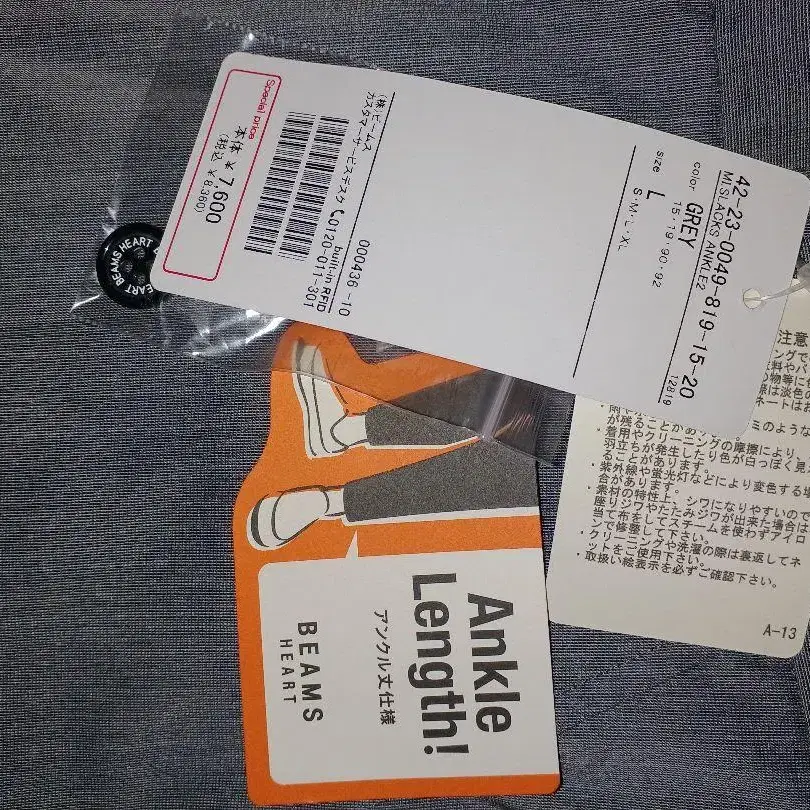 42-23-0049-819-15-20
M!SLACKS ANKLE2
12819
color GREY
15・19・90・92
size L
S・M・L・XL
000436 -10
built-in RFID
(株)ビームス
カスタマーサービスデスク 0120-011-301
Special price
本体 ¥7,600
(税込 ¥8,360)
BEAMS HEART
Ankle
Length!
アンクル丈仕様
BEAMS
HEART
注意
が残ることがあります。
・着用やクリーニングの摩擦により、
羽立ちが発生したり色が白っぽく見
ることがあります。
・紫外線や蛍光灯などにより変色する場
合があります。
・素材の特性上、シワになりやすいので
座りジワやたたみジワが出来た場合は
当て布をしてスチームを使わずアイロ
ンで修整して下さい。
・クリーニングや洗濯の際は裏返してネ
ットをご使用下さい。
・取扱い絵表示を必ずご確認下さい。
A-13